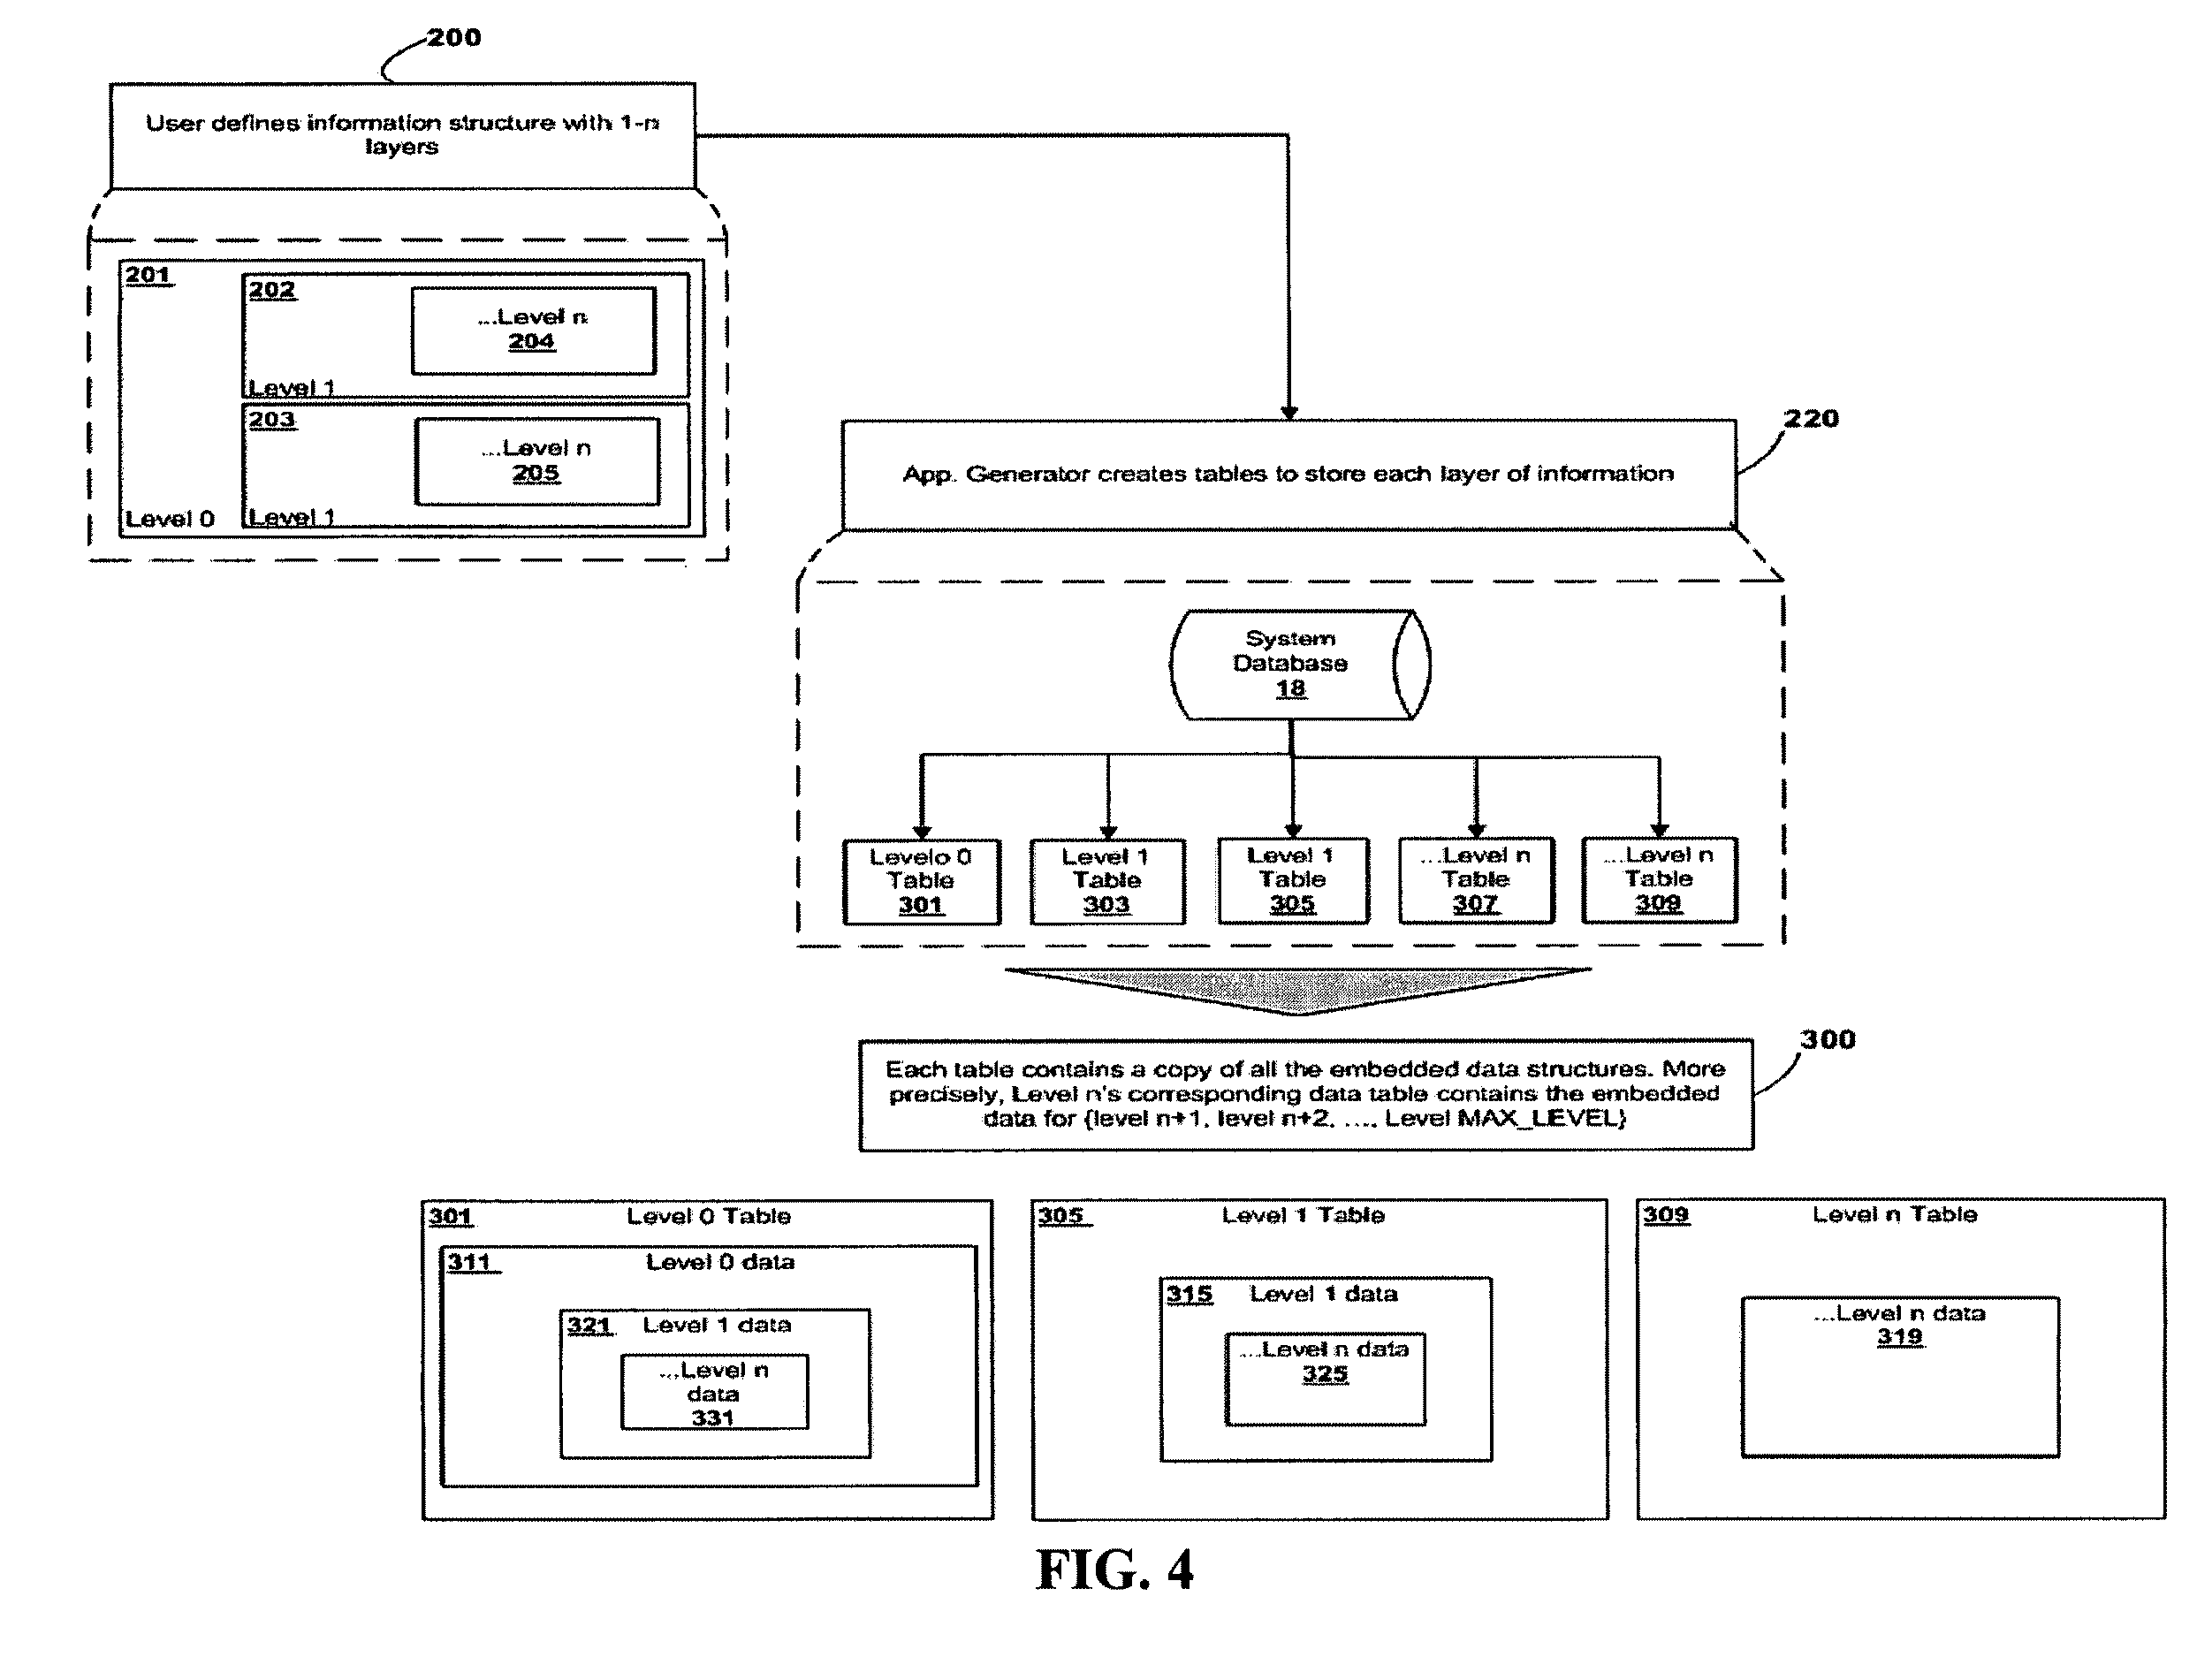 200
User defines information structure with 1-n
layers
201
202
...Level n
204
Level 1
203
...Level n
205
Level 0
Level 1
220
App. Generator creates tables to store each layer of information
System
Database
18
Levelo 0
Table
301
Level 1
Table
303
Level 1
Table
305
...Level n
Table
307
...Level n
Table
309
300
Each table contains a copy of all the embedded data structures. More
precisely, Level n's corresponding data table contains the embedded
data for {level n+1, level n+2, ...., Level MAX_LEVEL}
301 Level 0 Table
311 Level 0 data
321 Level 1 data
...Level n
data
331
305 Level 1 Table
315 Level 1 data
...Level n data
325
309 Level n Table
...Level n data
319
FIG. 4